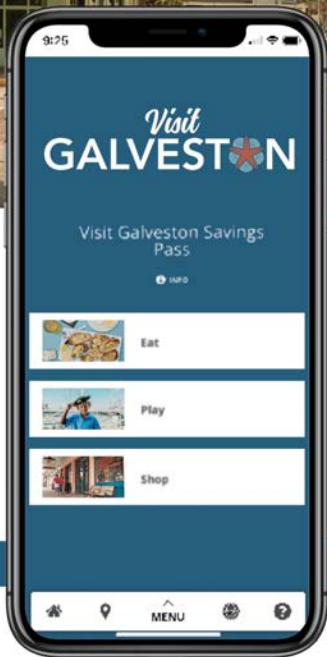 9:25
Visit
GALVESTON
Visit Galveston Savings
Pass
INFO
Eat
Play
Shop
MENU